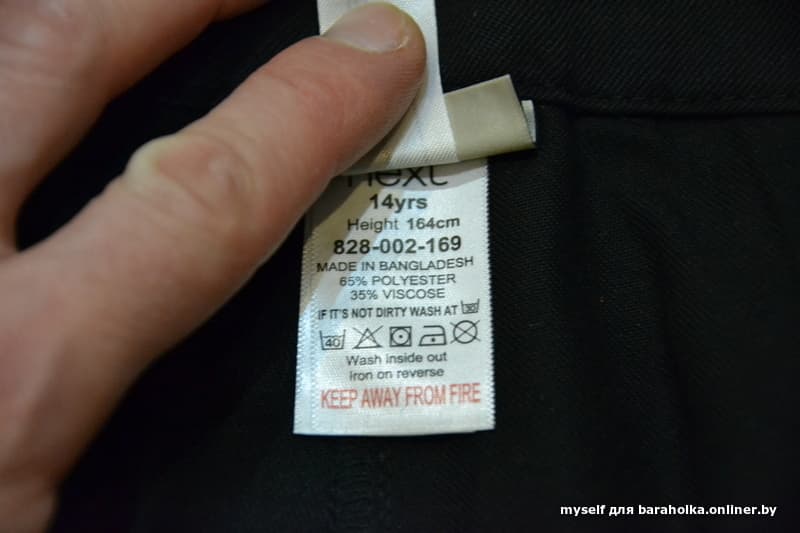 next
14yrs
Height 164cm
828-002-169
MADE IN BANGLADESH
65% POLYESTER
35% VISCOSE
IF IT'S NOT DIRTY WASH AT 30
40
Wash inside out
Iron on reverse
KEEP AWAY FROM FIRE
myself для baraholka.onliner.by